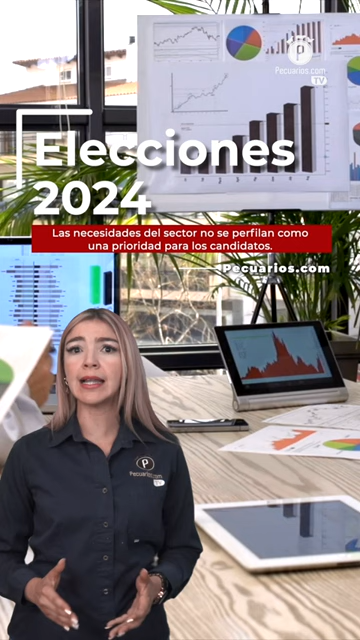 Pecuarios.com
TV
Elecciones
2024
Las necesidades del sector no se perfilan como
una prioridad para los candidatos.
Pecuarios.com
P
Pecuarios.com
TV